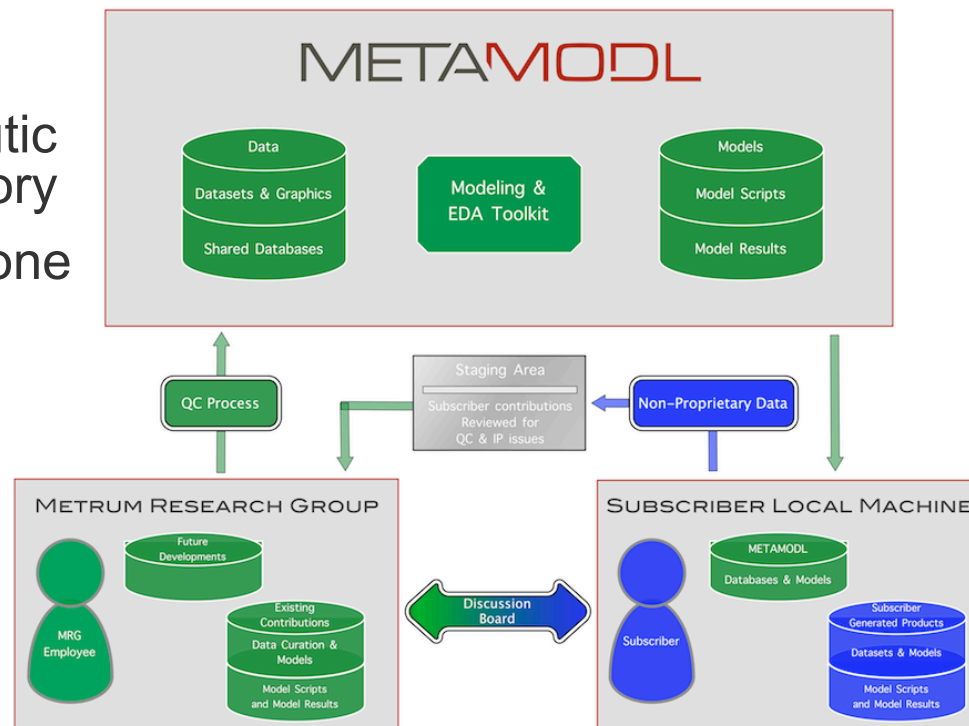 METAMODL
utic
ory
one
Data
Datasets & Graphics
Shared Databases
Modeling &
EDA Toolkit
Models
Model Scripts
Model Results
QC Process
Staging Area
Subscriber contributions
Reviewed for
QC & IP issues
Non-Proprietary Data
METRUM RESEARCH GROUP
Future
Developments
MRG
Employee
Existing
Contributions
Data Curation &
Models
Model Scripts
and Model Results
Discussion
Board
SUBSCRIBER LOCAL MACHINE
METAMODL
Databases & Models
Subscriber
Subscriber
Generated Products
Datasets & Models
Model Scripts
and Model Results